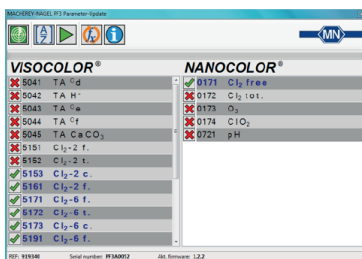 MACHEREY-NAGEL PF3 Parameter-Update
A Z
i
MN
VISOCOLOR®
5041 TA °d
5042 TA H⁺
5043 TA °e
5044 TA °f
5045 TA CaCO₃
5151 Cl₂-2 f.
5152 Cl₂-2 t.
5153 Cl₂-2 c.
5161 Cl₂-2 f.
5171 Cl₂-6 f.
5172 Cl₂-6 t.
5173 Cl₂-6 c.
5191 Cl₂-6 f.
NANOCOLOR®
0171 Cl₂ free
0172 Cl₂ tot.
0173 O₃
0174 ClO₂
0721 pH
REF: 919340 Serial number: PF3A0052 Akt. firmware: 1.2.2